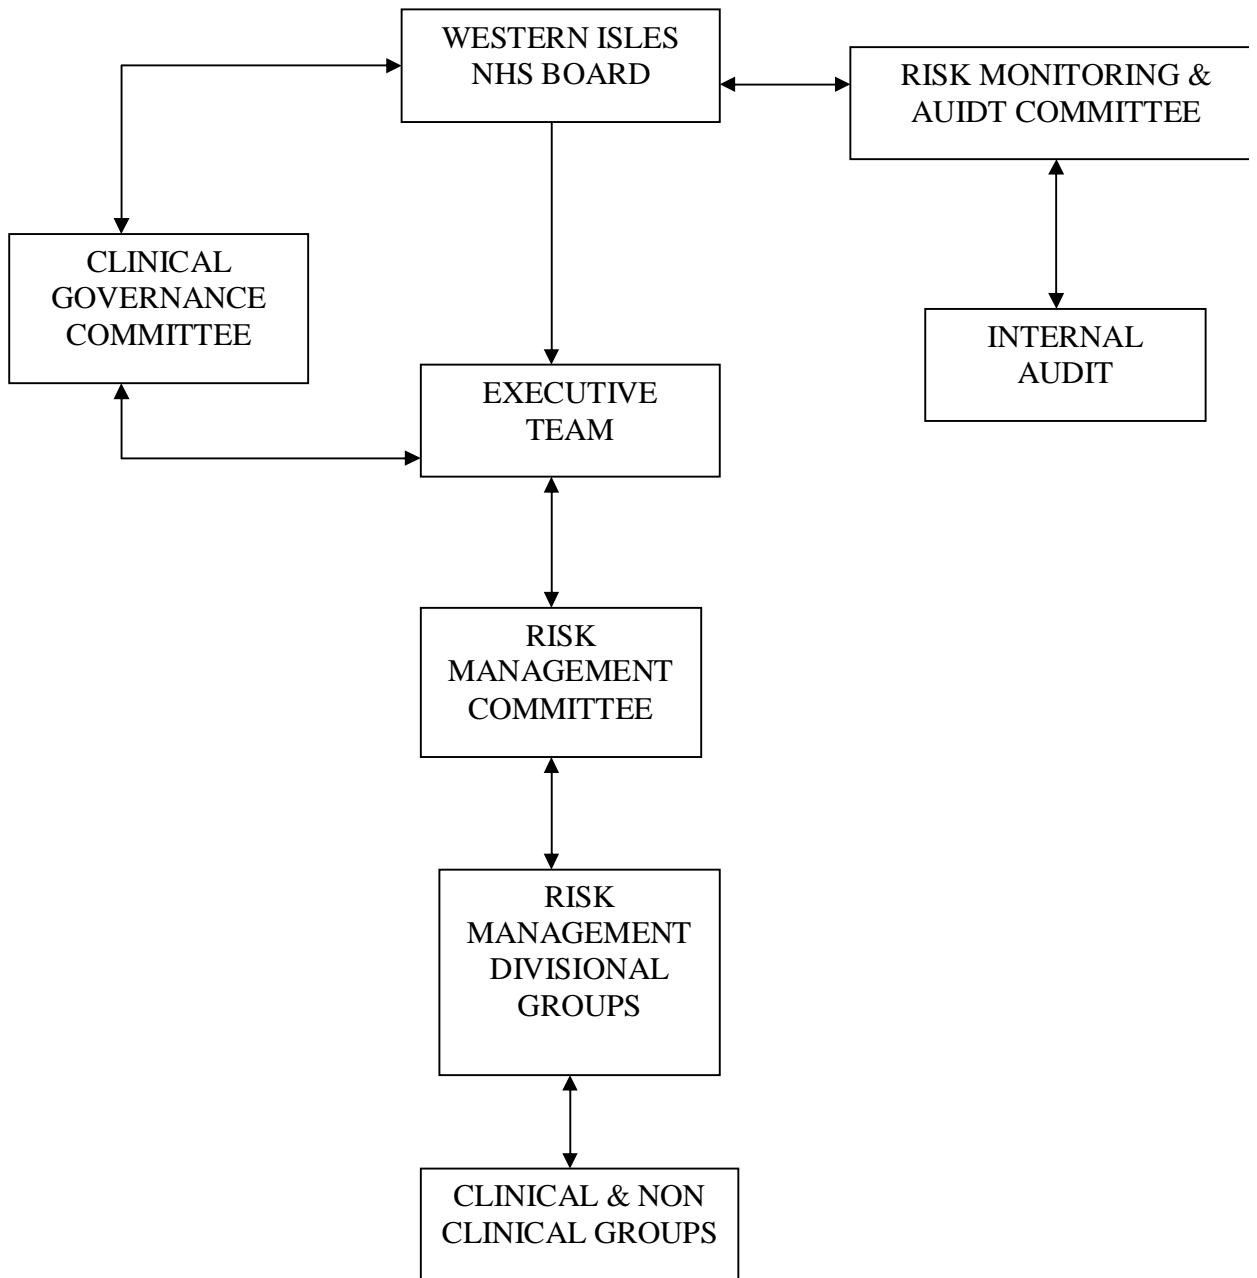 WESTERN ISLES
NHS BOARD
RISK MONITORING &
AUIDT COMMITTEE
CLINICAL
GOVERNANCE
COMMITTEE
INTERNAL
AUDIT
EXECUTIVE
TEAM
RISK
MANAGEMENT
COMMITTEE
RISK
MANAGEMENT
DIVISIONAL
GROUPS
CLINICAL & NON
CLINICAL GROUPS